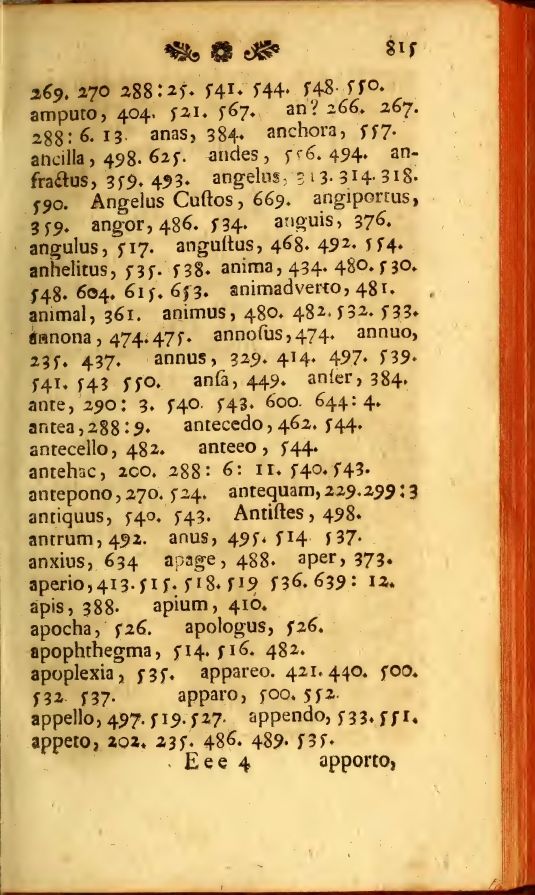 815
269. 270 288:25. 541. 544. 548. 550.
amputo, 404. 521. 567. an? 266. 267.
288: 6. 13. anas, 384. anchora, 557.
ancilla, 498. 625. andes, 556. 494. an-
fractus, 359. 493. angelus, 313. 314. 318.
590. Angelus Cuſtos, 669. angiportus,
359. angor, 486. 534. anguis, 376.
angulus, 517. anguſtus, 468. 492. 554.
anhelitus, 535. 538. anima, 434. 480. 530.
548. 604. 615. 653. animadverto, 481.
animal, 361. animus, 480. 482. 532. 533.
annona, 474. 475. annoſus, 474. annuo,
235. 437. annus, 329. 414. 497. 539.
541. 543 550. anſa, 449. anſer, 384.
ante, 290: 3. 540. 543. 600. 644: 4.
antea, 288:9. antecedo, 462. 544.
antecello, 482. anteeo, 544.
antehac, 200. 288: 6: 11. 540. 543.
antepono, 270. 524. antequam, 229. 299:3
antiquus, 540. 543. Antiſtes, 498.
antrum, 492. anus, 495. 514 537.
anxius, 634 apage, 488. aper, 373.
aperio, 413. 515. 518. 519 536. 639: 12.
apis, 388. apium, 410.
apocha, 526. apologus, 526.
apophthegma, 514. 516. 482.
apoplexia, 535. appareo. 421. 440. 500.
532. 537. apparo, 500. 552.
appello, 497. 519. 527. appendo, 533. 551.
appeto, 202. 235. 486. 489. 535.
Eee 4 apporto,